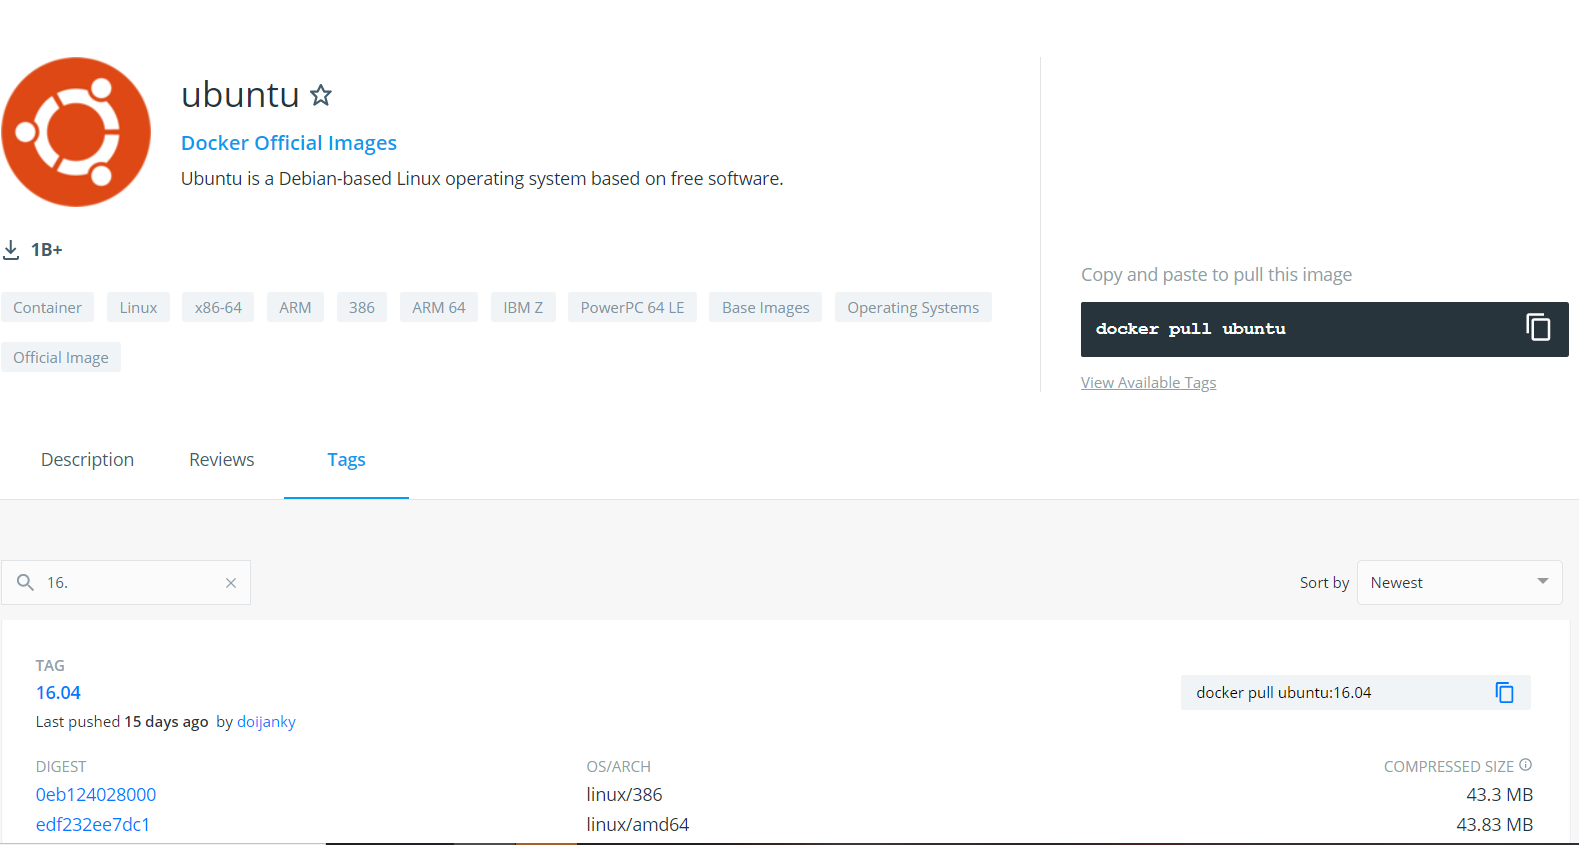 ubuntu
Docker Official Images
Ubuntu is a Debian-based Linux operating system based on free software.
1B+
Container Linux x86-64 ARM 386 ARM 64 IBM Z PowerPC 64 LE Base Images Operating Systems
Official Image
Copy and paste to pull this image
docker pull ubuntu
View Available Tags
Description Reviews Tags
16.
Sort by Newest
TAG
16.04
docker pull ubuntu:16.04
Last pushed 15 days ago by doijanky
DIGEST OS/ARCH COMPRESSED SIZE
0eb124028000 linux/386 43.3 MB
edf232ee7dc1 linux/amd64 43.83 MB